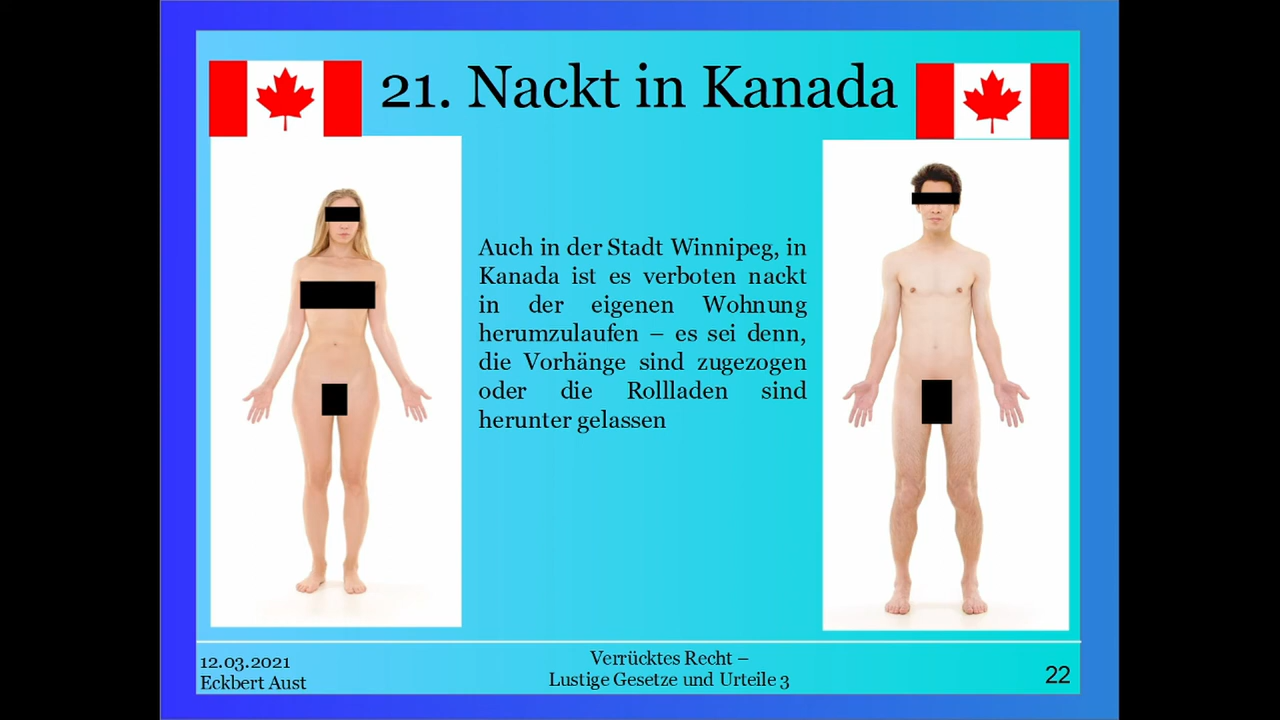 21. Nackt in Kanada
Auch in der Stadt Winnipeg, in
Kanada ist es verboten nackt
in der eigenen Wohnung
herumzulaufen – es sei denn,
die Vorhänge sind zugezogen
oder die Rollladen sind
herunter gelassen
12.03.2021
Eckbert Aust
Verrücktes Recht –
Lustige Gesetze und Urteile 3
22